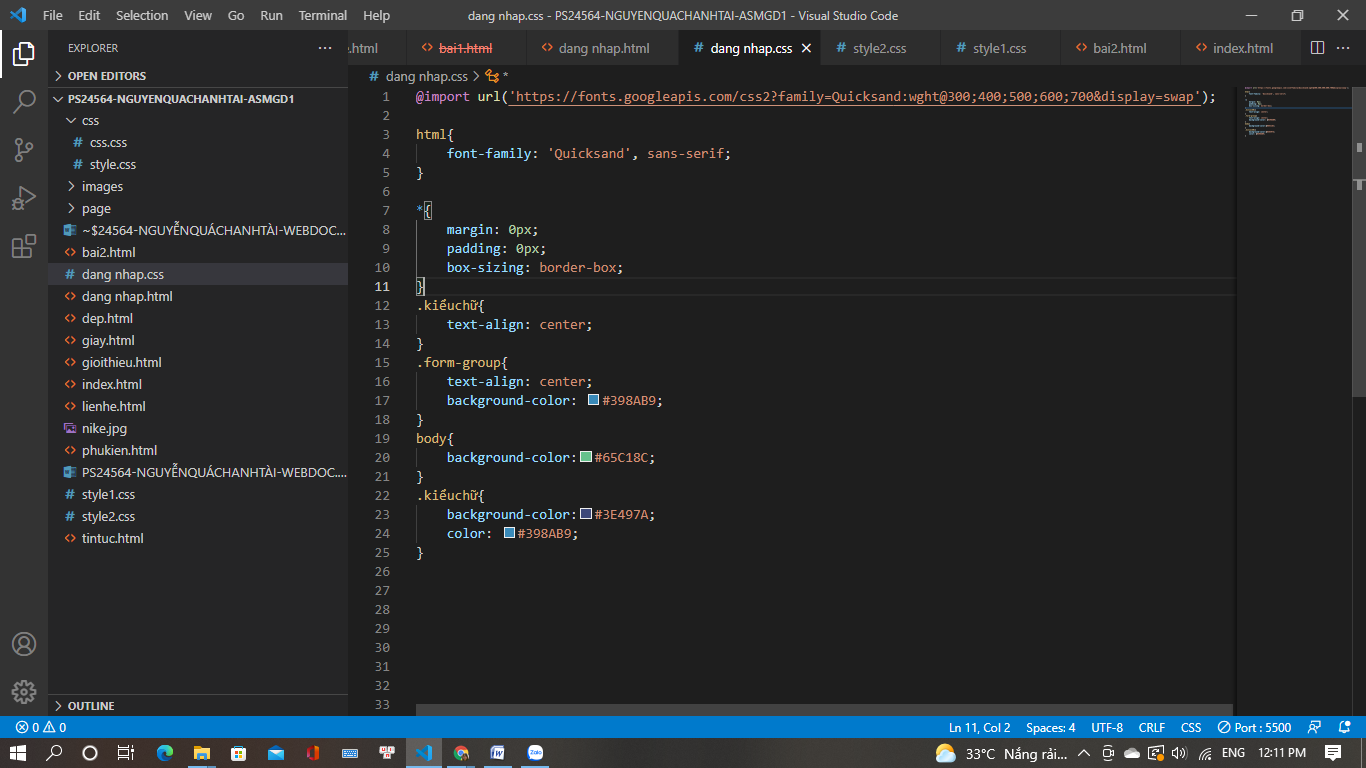 File Edit Selection View Go Run Terminal Help dang nhap.css - PS24564-NGUYENQUACHANHTAI-ASMGD1 - Visual Studio Code
EXPLORER
.html bai1.html dang nhap.html dang nhap.css style2.css style1.css bai2.html index.html
OPEN EDITORS
PS24564-NGUYENQUACHANHTAI-ASMGD1
css
css.css
style.css
images
page
~$24564-NGUYỄNQUÁCHANHTÀI-WEBDOC...
bai2.html
dang nhap.css
dang nhap.html
dep.html
giay.html
gioithieu.html
index.html
lienhe.html
nike.jpg
phukien.html
PS24564-NGUYỄNQUÁCHANHTÀI-WEBDOC....
style1.css
style2.css
tintuc.html
OUTLINE
dang nhap.css > *
1 @import url('https://fonts.googleapis.com/css2?family=Quicksand:wght@300;400;500;600;700&display=swap');
2
3 html{
4 font-family: 'Quicksand', sans-serif;
5 }
6
7 *{
8 margin: 0px;
9 padding: 0px;
10 box-sizing: border-box;
11 }
12 .kiểuchữ{
13 text-align: center;
14 }
15 .form-group{
16 text-align: center;
17 background-color: #398AB9;
18 }
19 body{
20 background-color:#65C18C;
21 }
22 .kiểuchữ{
23 background-color:#3E497A;
24 color: #398AB9;
25 }
26
27
28
29
30
31
32
33
0 0 Ln 11, Col 2 Spaces: 4 UTF-8 CRLF CSS Port : 5500
33°C Nắng rải... ENG 12:11 PM